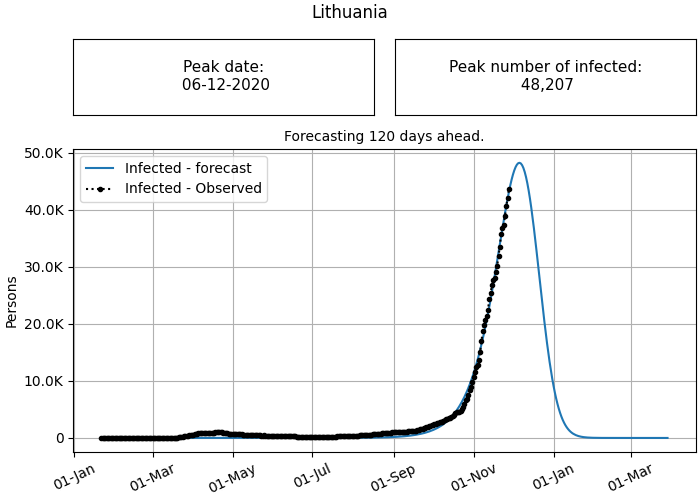 Lithuania
Peak date:
06-12-2020
Peak number of infected:
48,207
Forecasting 120 days ahead.
50.0K
40.0K
30.0K
20.0K
10.0K
0
Persons
Infected - forecast
Infected - Observed
01-Jan
01-Mar
01-May
01-Jul
01-Sep
01-Nov
01-Jan
01-Mar